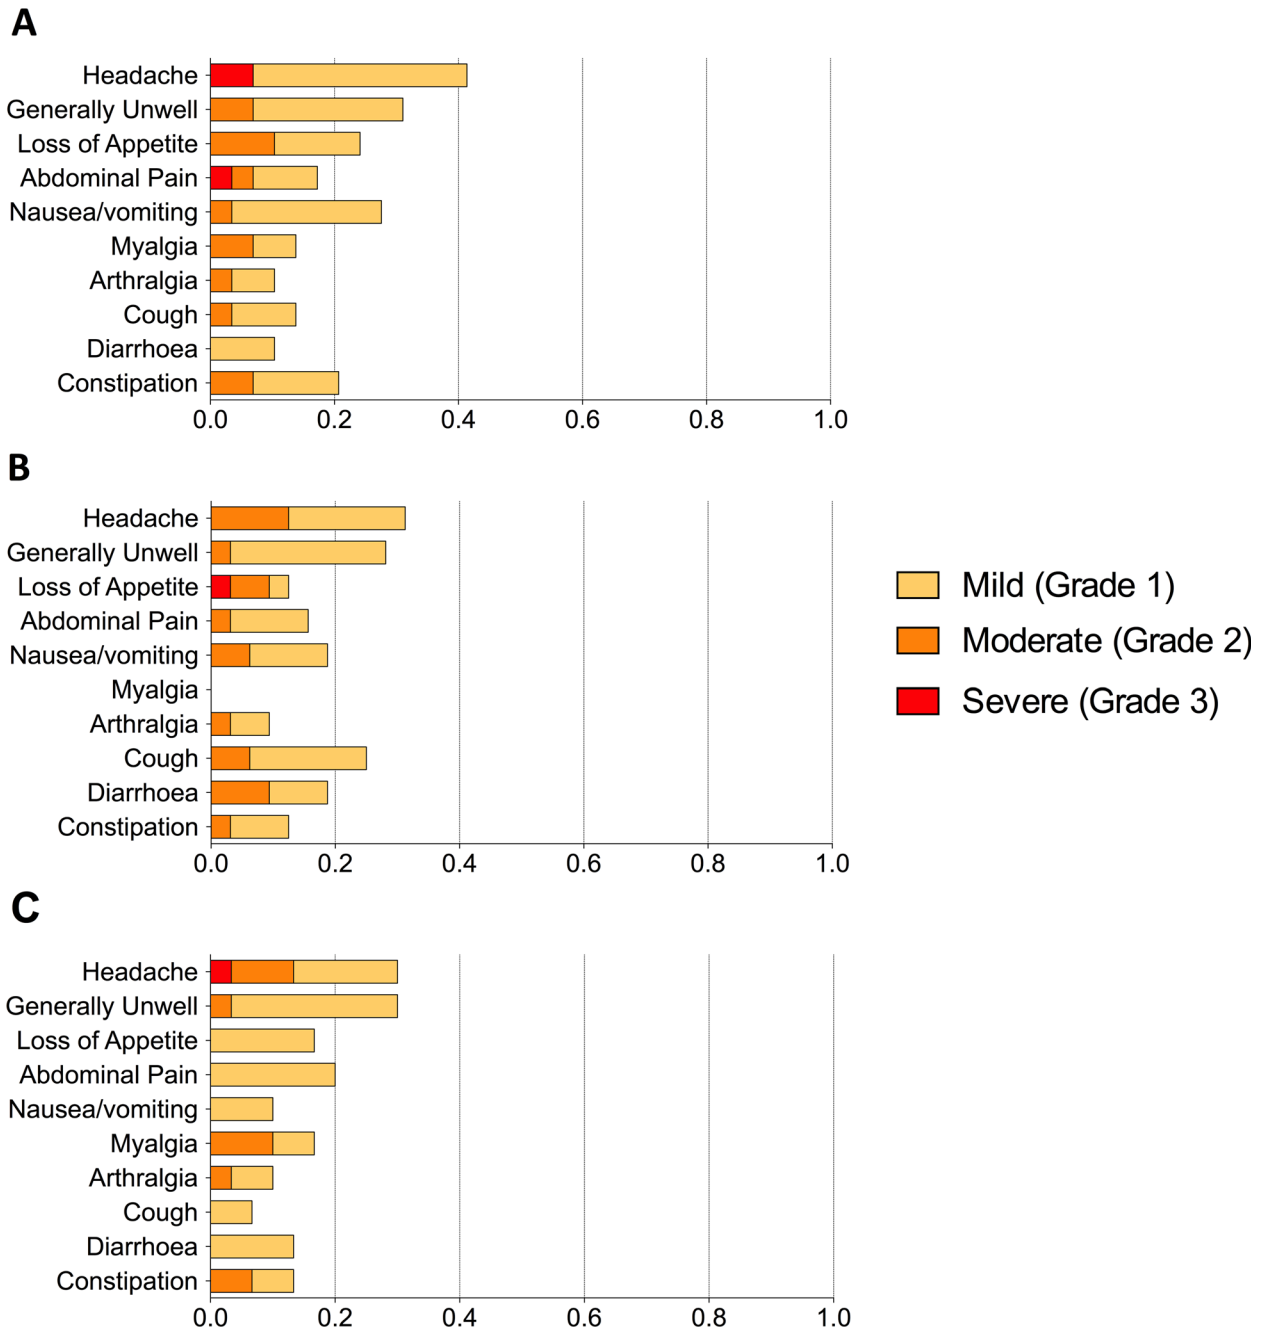 A
Headache
Generally Unwell
Loss of Appetite
Abdominal Pain
Nausea/vomiting
Myalgia
Arthralgia
Cough
Diarrhoea
Constipation
0.0 0.2 0.4 0.6 0.8 1.0
B
Headache
Generally Unwell
Loss of Appetite
Abdominal Pain
Nausea/vomiting
Myalgia
Arthralgia
Cough
Diarrhoea
Constipation
0.0 0.2 0.4 0.6 0.8 1.0
Mild (Grade 1)
Moderate (Grade 2)
Severe (Grade 3)
C
Headache
Generally Unwell
Loss of Appetite
Abdominal Pain
Nausea/vomiting
Myalgia
Arthralgia
Cough
Diarrhoea
Constipation
0.0 0.2 0.4 0.6 0.8 1.0